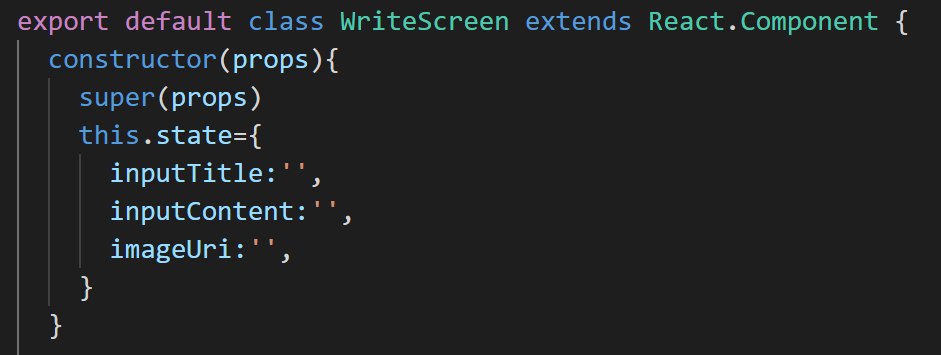 export default class WriteScreen extends React.Component {
constructor(props){
super(props)
this.state={
inputTitle:'',
inputContent:'',
imageUri:'',
}
}